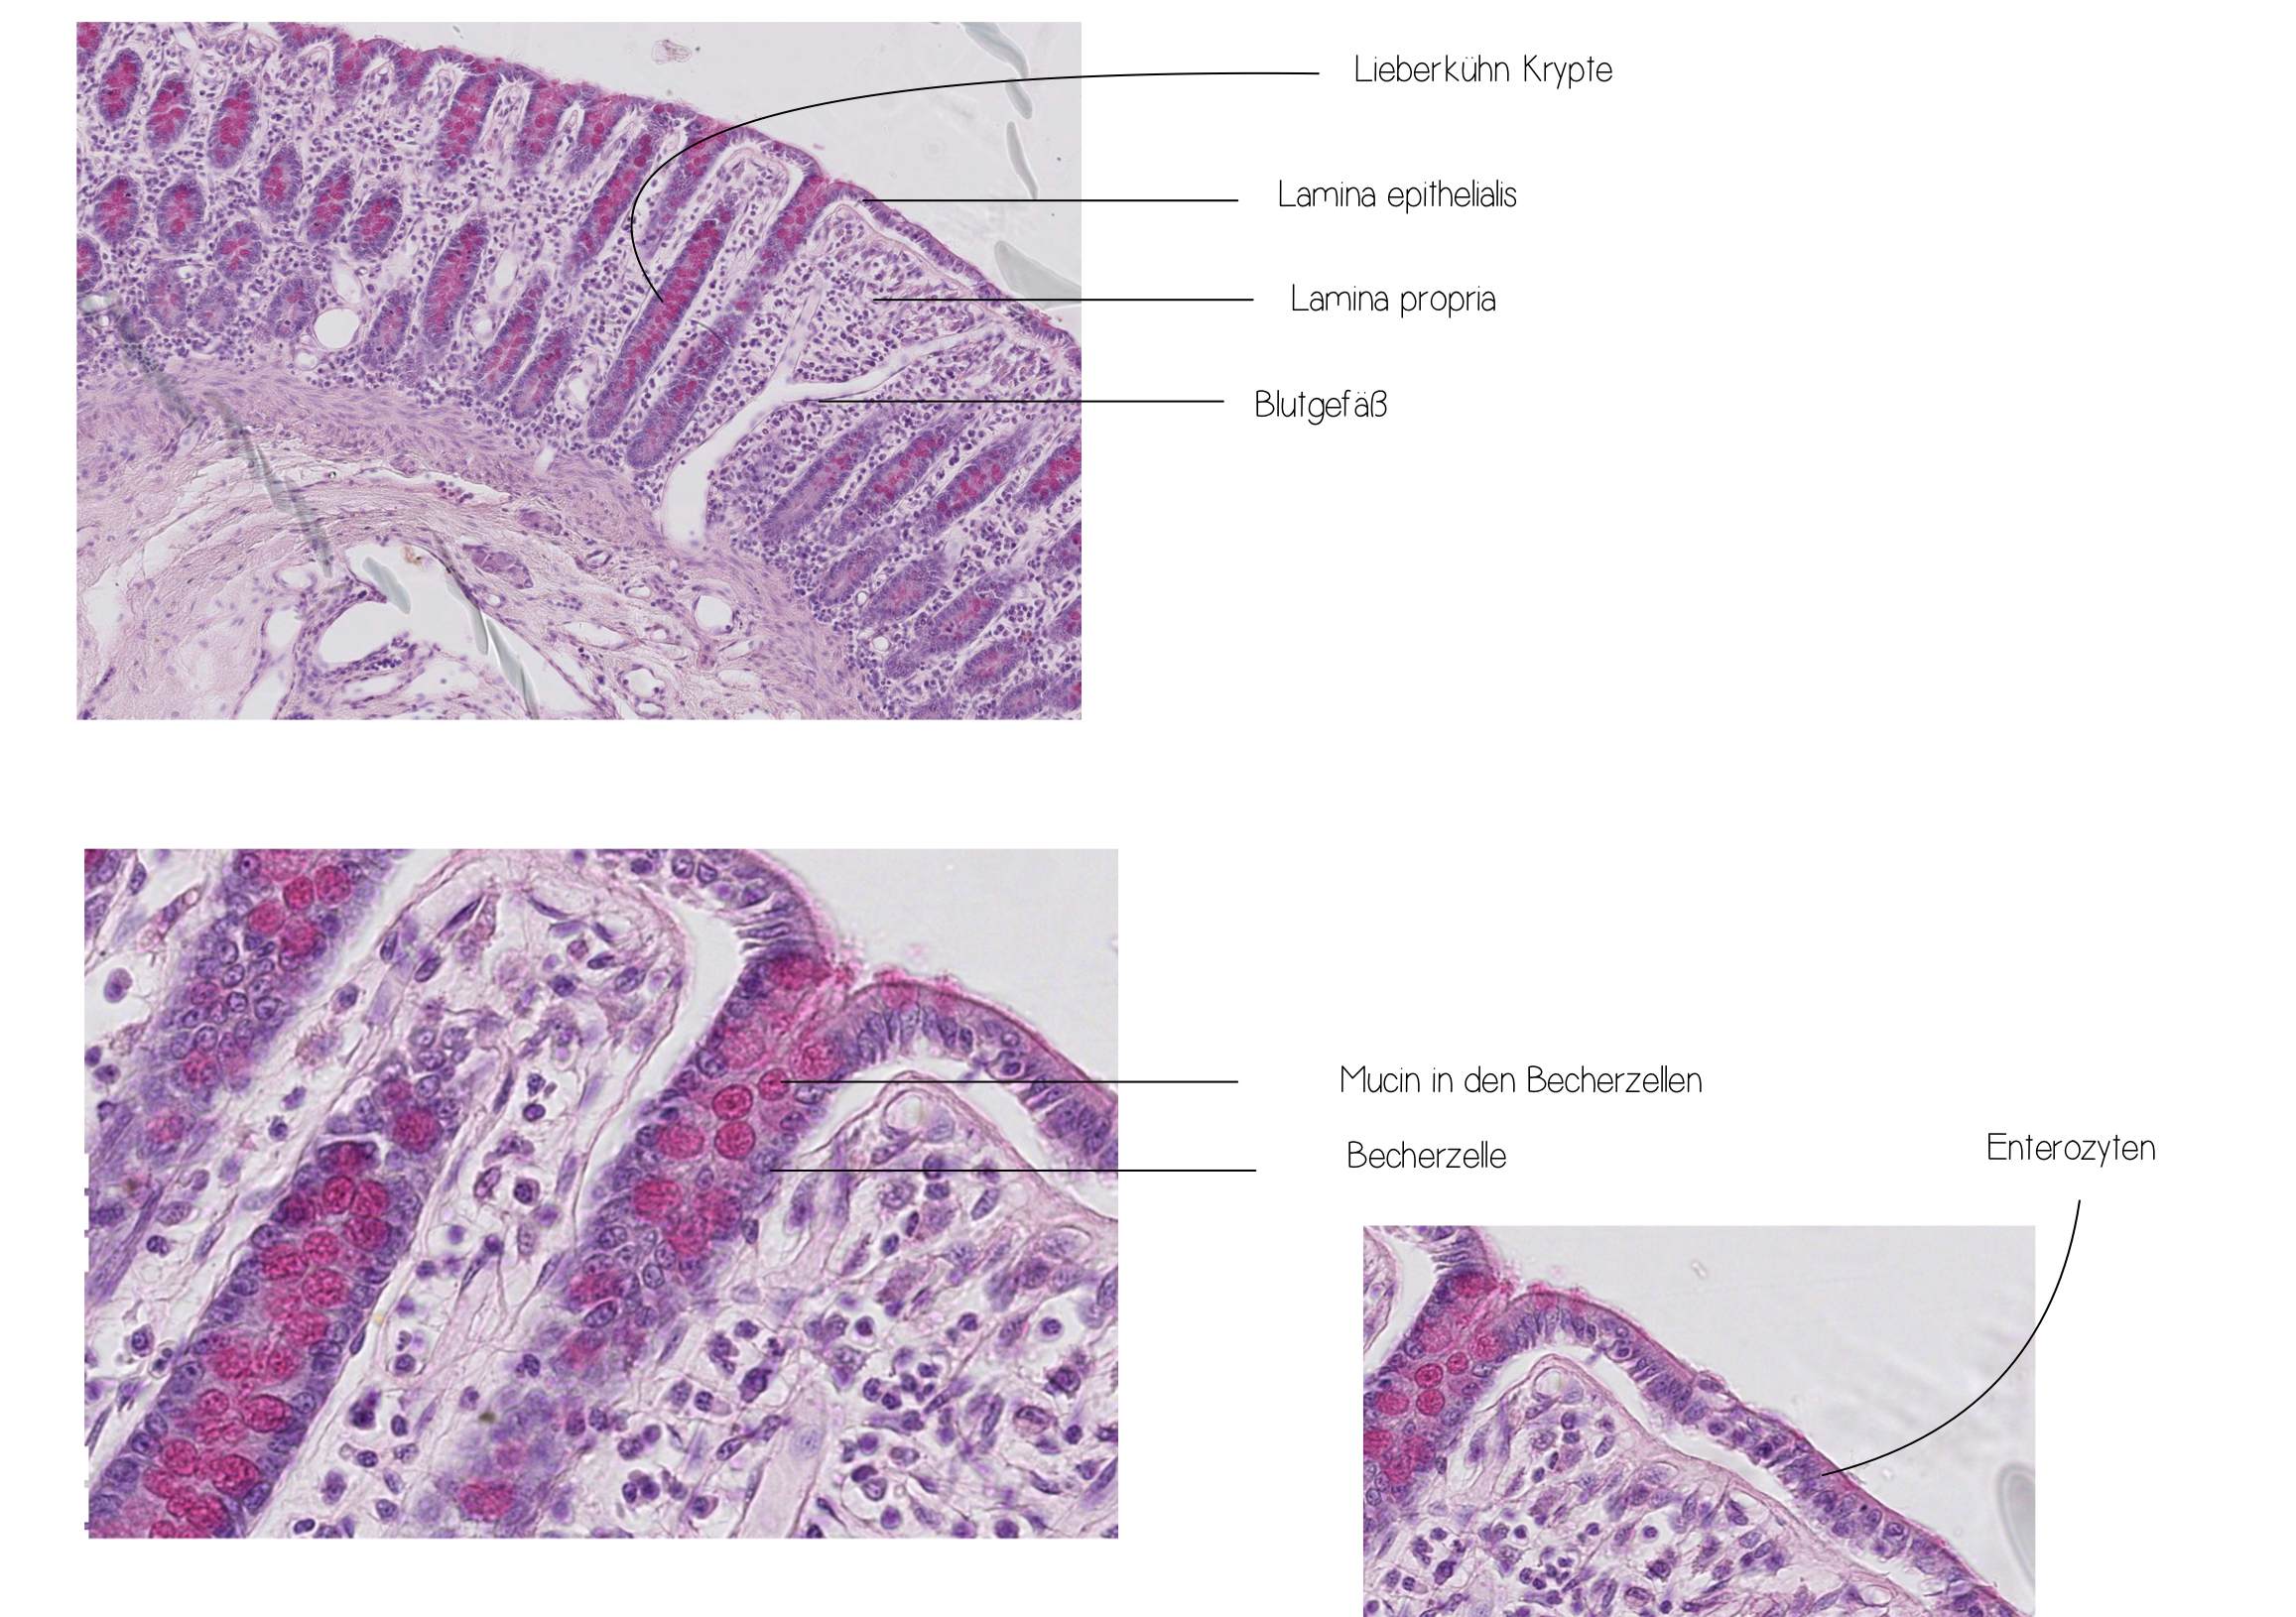 Lieberkühn Krypte
Lamina epithelialis
Lamina propria
Blutgefäß
Mucin in den Becherzellen
Becherzelle
Enterozyten